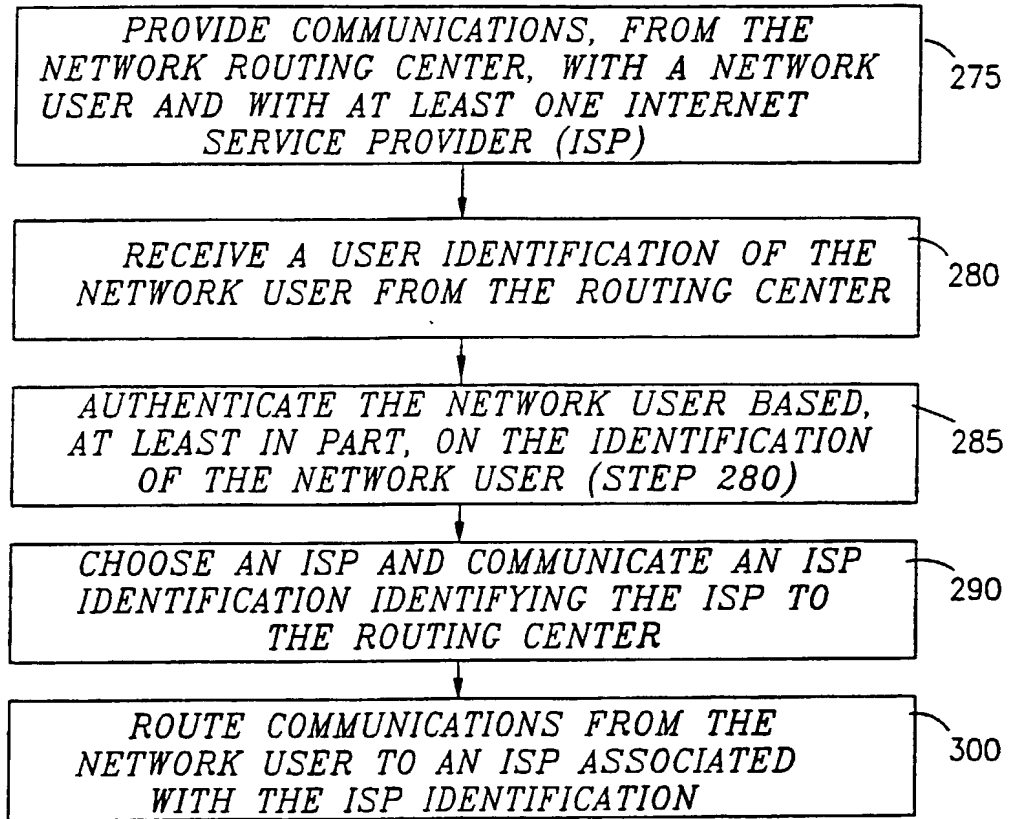 PROVIDE COMMUNICATIONS, FROM THE
NETWORK ROUTING CENTER, WITH A NETWORK
USER AND WITH AT LEAST ONE INTERNET
SERVICE PROVIDER (ISP)
275
RECEIVE A USER IDENTIFICATION OF THE
NETWORK USER FROM THE ROUTING CENTER
280
AUTHENTICATE THE NETWORK USER BASED,
AT LEAST IN PART, ON THE IDENTIFICATION
OF THE NETWORK USER (STEP 280)
285
CHOOSE AN ISP AND COMMUNICATE AN ISP
IDENTIFICATION IDENTIFYING THE ISP TO
THE ROUTING CENTER
290
ROUTE COMMUNICATIONS FROM THE
NETWORK USER TO AN ISP ASSOCIATED
WITH THE ISP IDENTIFICATION
300